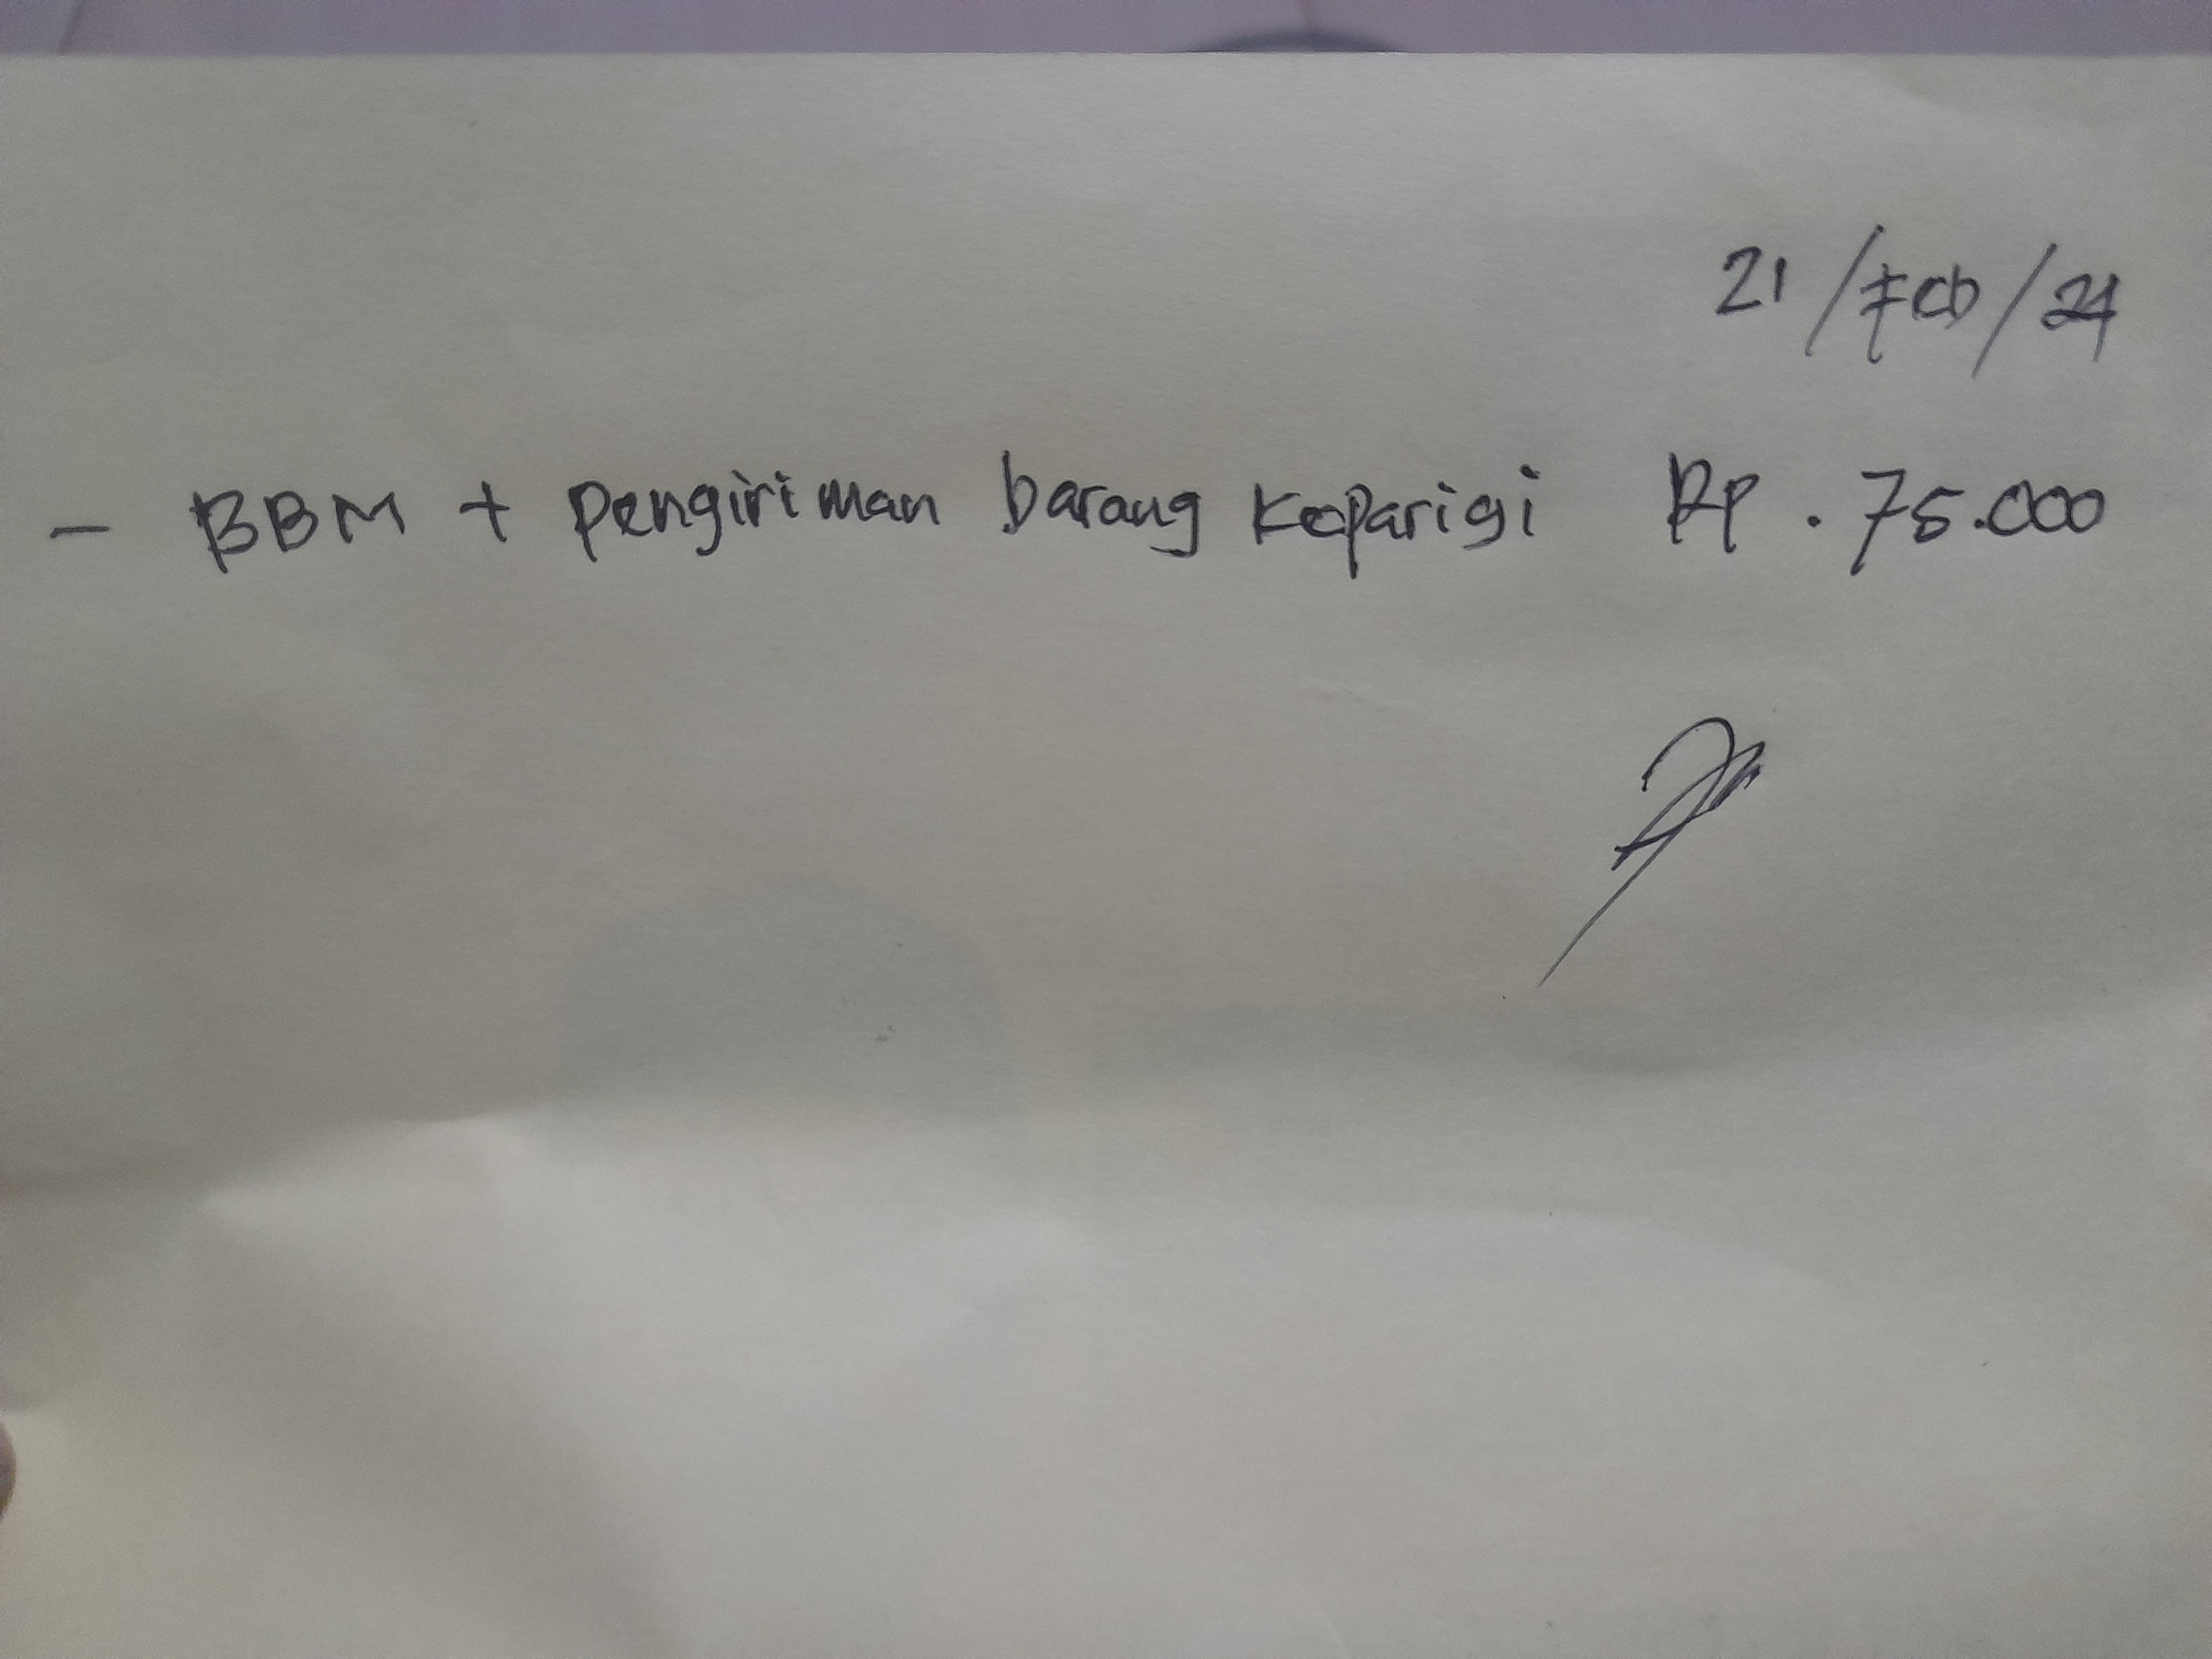 21/Feb/24
- BBM + Pengiriman barang Keparigi Rp. 75.000